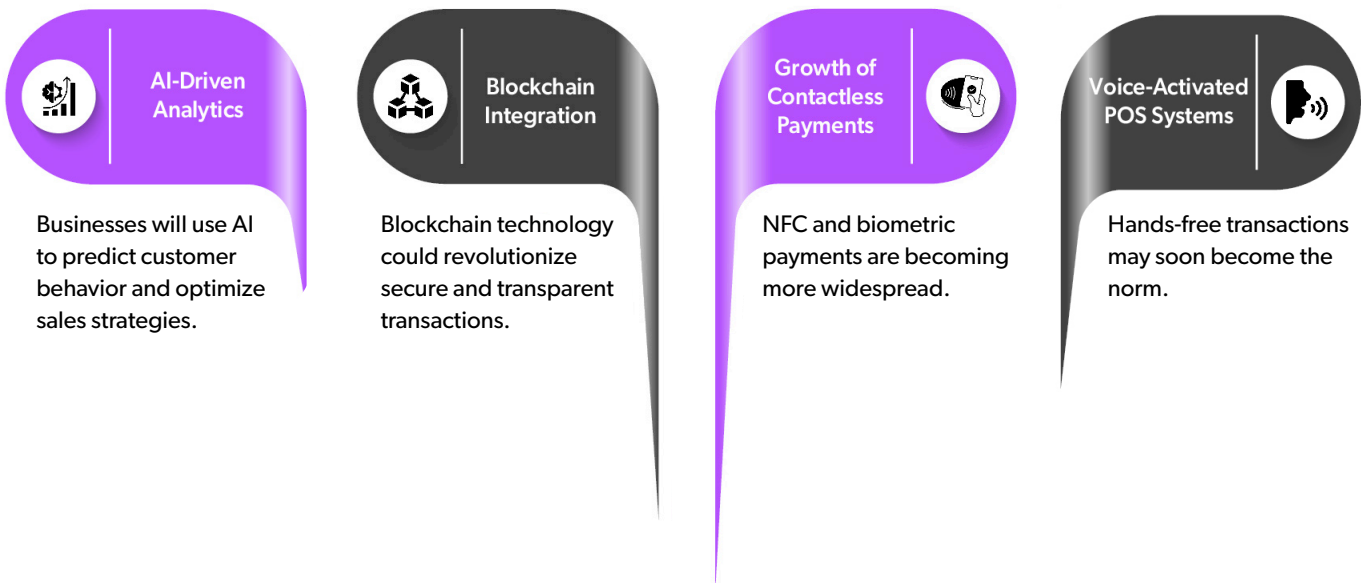 AI-Driven
Analytics
Businesses will use AI
to predict customer
behavior and optimize
sales strategies.
Blockchain
Integration
Blockchain technology
could revolutionize
secure and transparent
transactions.
Growth of
Contactless
Payments
NFC and biometric
payments are becoming
more widespread.
Voice-Activated
POS Systems
Hands-free transactions
may soon become the
norm.